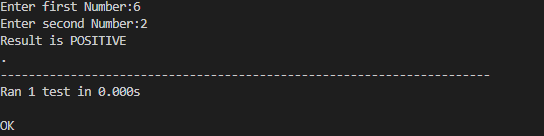 Enter first Number:6
Enter second Number:2
Result is POSITIVE
.
----------------------------------------------------------------------
Ran 1 test in 0.000s
OK